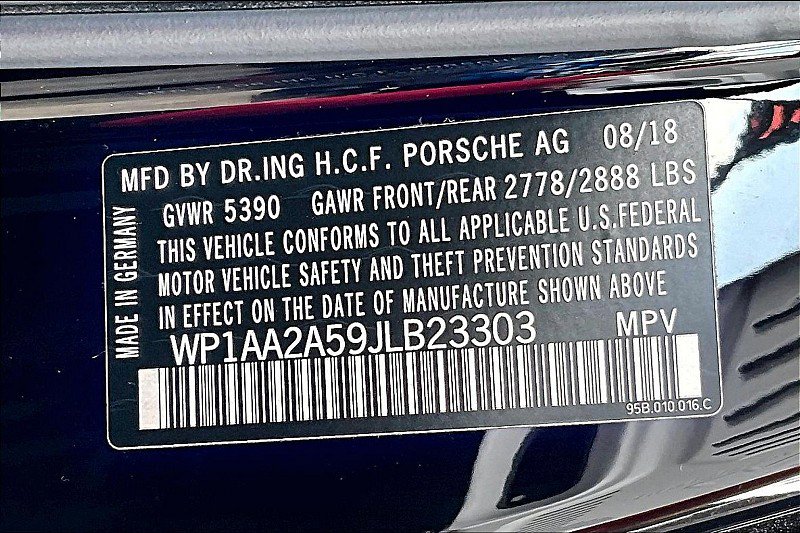 MFD BY DR.ING H.C.F. PORSCHE AG 08/18
GVWR 5390 GAWR FRONT/REAR 2778/2888 LBS
THIS VEHICLE CONFORMS TO ALL APPLICABLE U.S.FEDERAL
MOTOR VEHICLE SAFETY AND THEFT PREVENTION STANDARDS
IN EFFECT ON THE DATE OF MANUFACTURE SHOWN ABOVE
WP1AA2A59JLB23303 MPV
95B.010.016.C
MADE IN GERMANY